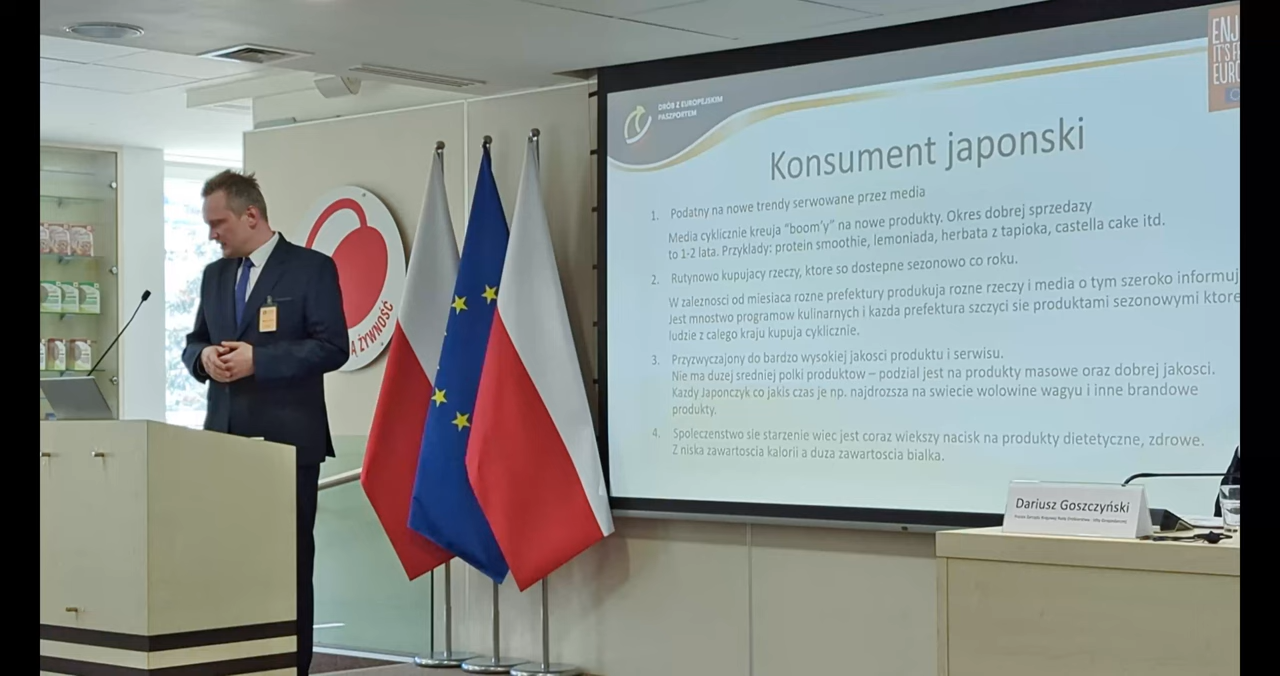 DRÓB Z EUROPEJSKIM
PASZPORTEM
ENJ
IT'S F
EURO
Konsument japonski
1. Podatny na nowe trendy serwowane przez media
Media cyklicznie kreuja "boom'y" na nowe produkty. Okres dobrej sprzedazy
to 1-2 lata. Przyklady: protein smoothie, lemoniada, herbata z tapioka, castella cake itd.
2. Rutynowo kupujacy rzeczy, ktore so dostepne sezonowo co roku.
W zaleznosci od miesiaca rozne prefektury produkuja rozne rzeczy i media o tym szeroko informuj
Jest mnostwo programow kulinarnych i kazda prefektura szczyci sie produktami sezonowymi ktore
ludzie z calego kraju kupuja cyklicznie.
3. Przyzwyczajony do bardzo wysokiej jakosci produktu i serwisu.
Nie ma duzej sredniej polki produktow – podzial jest na produkty masowe oraz dobrej jakosci.
Kazdy Japonczyk co jakis czas je np. najdrozsza na swiecie wolowine wagyu i inne brandowe
produkty.
4. Spoleczenstwo sie starzenie wiec jest coraz wiekszy nacisk na produkty dietetyczne, zdrowe.
Z niska zawartoscia kalorii a duza zawartoscia bialka.
A ŻYWNOŚĆ
Dariusz Goszczyński